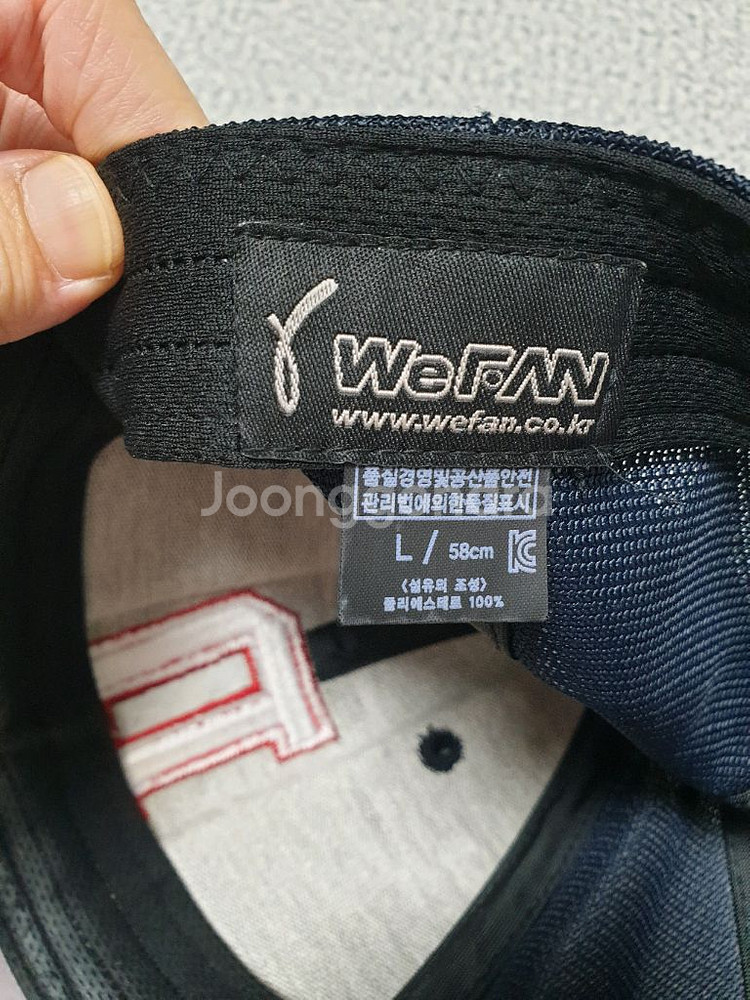 WeFAN
www.wefan.co.kr
품실경영및공산품안전
관리법에의한품질표시
L / 58cm
〈섬유의 조성〉
폴리에스테르 100%